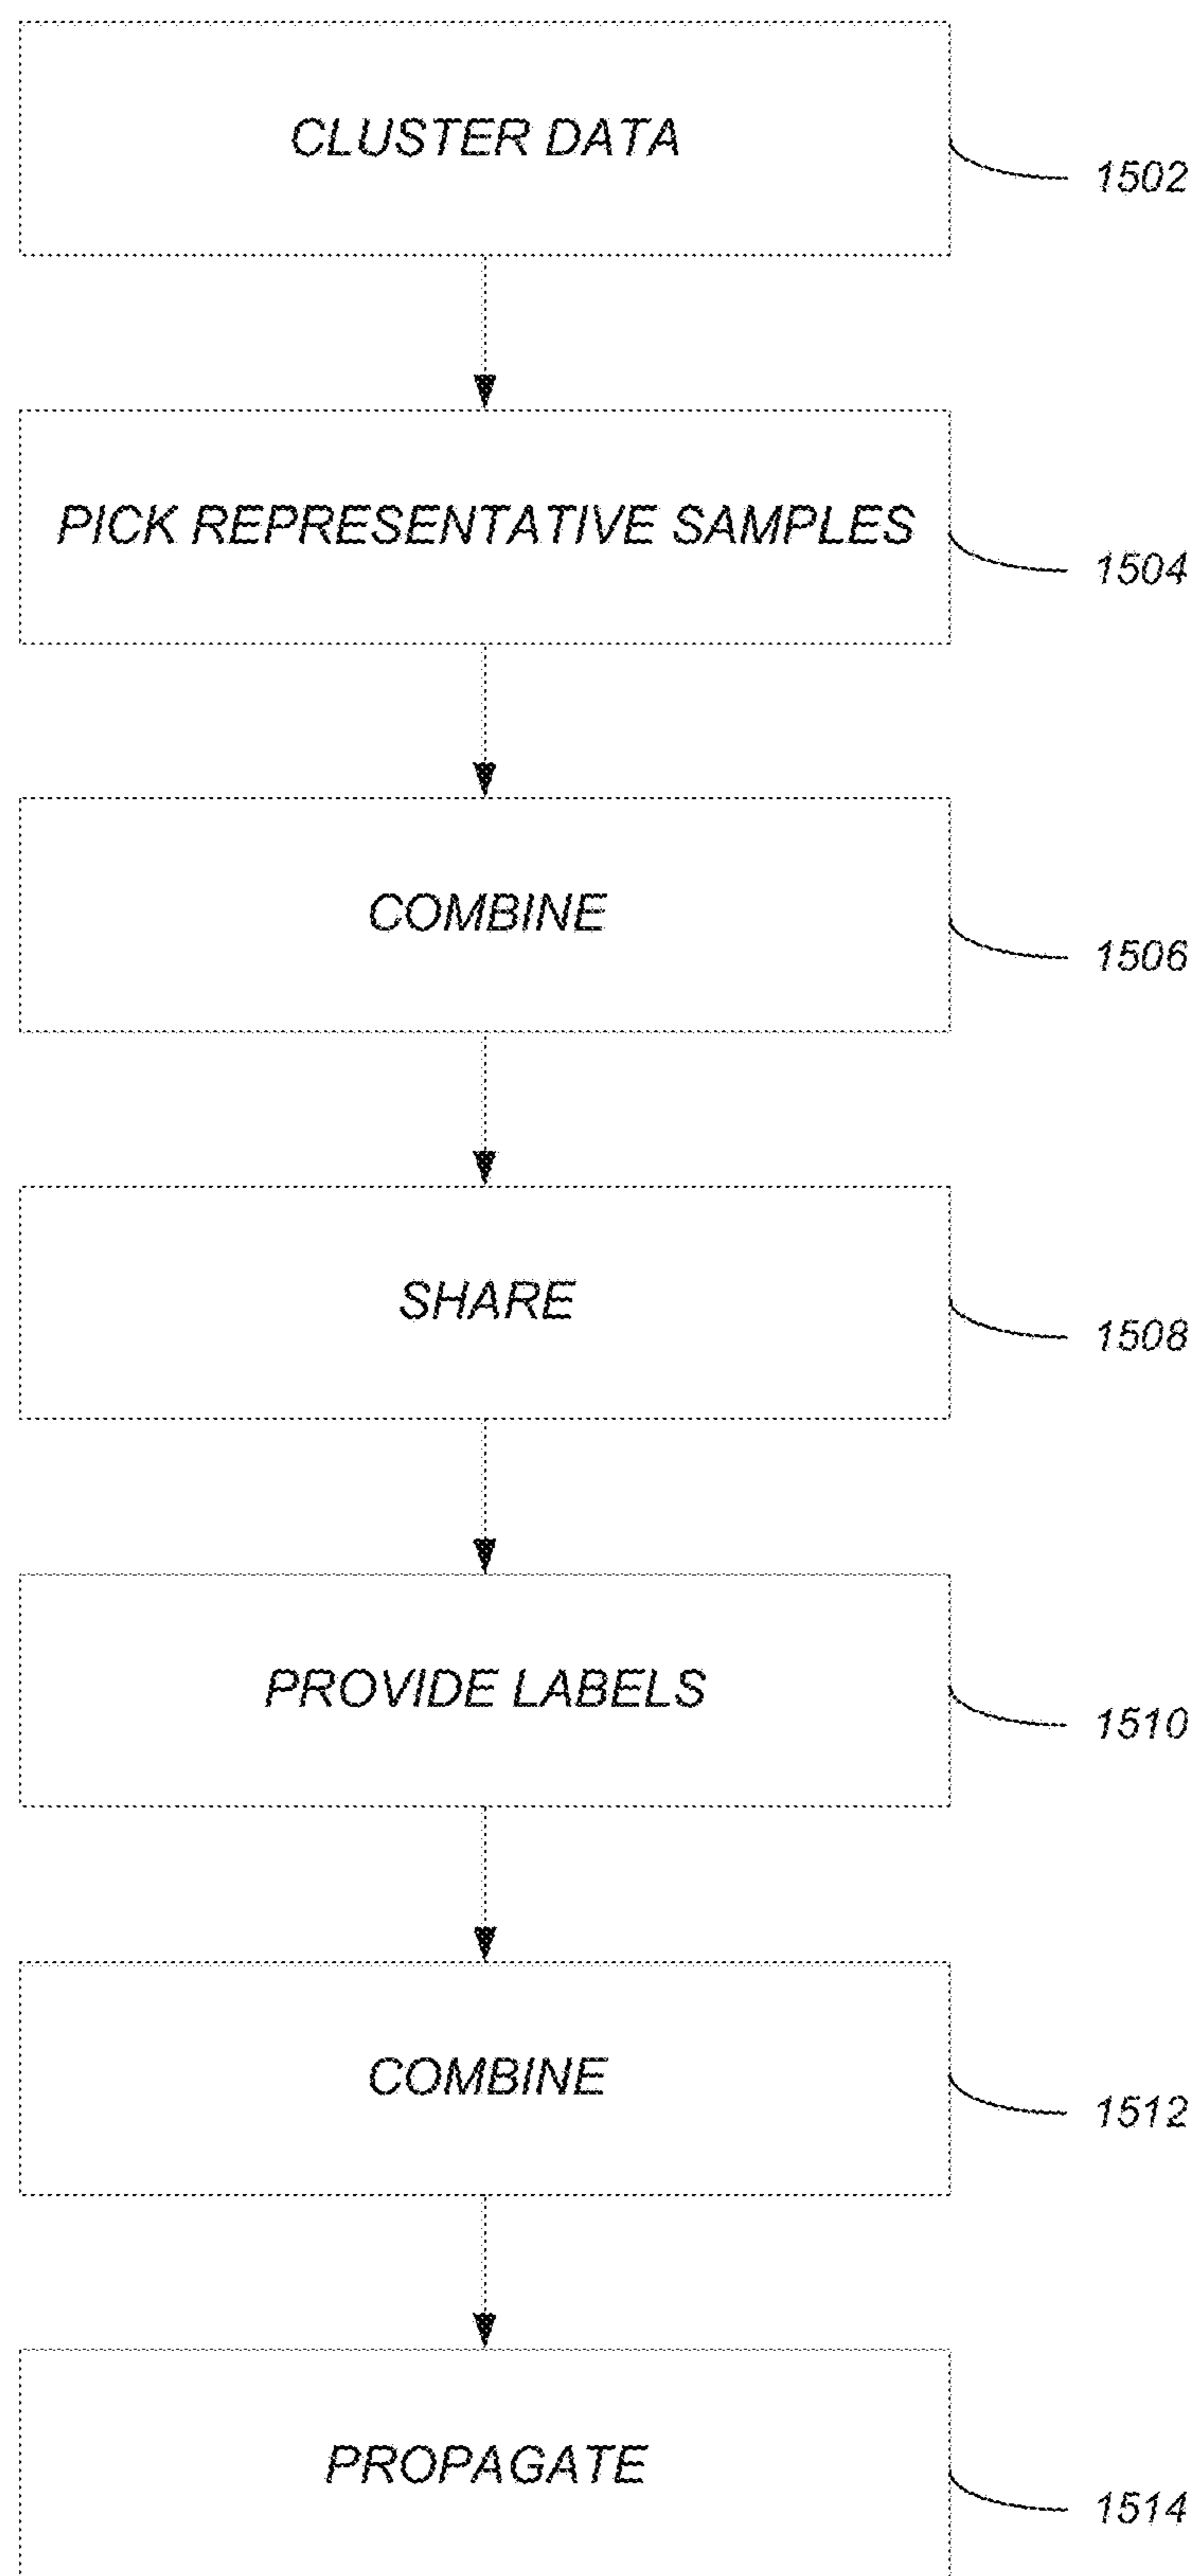 CLUSTER DATA
1502
PICK REPRESENTATIVE SAMPLES
1504
COMBINE
1506
SHARE
1508
PROVIDE LABELS
1510
COMBINE
1512
PROPAGATE
1514